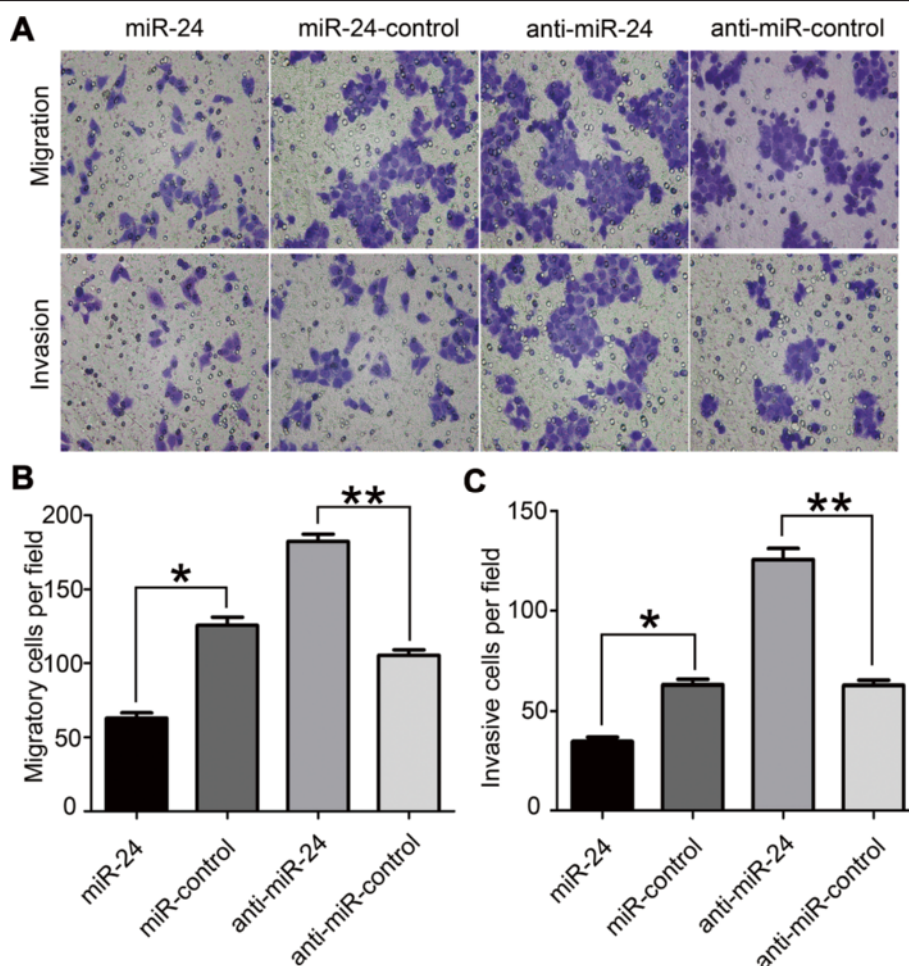 A
miR-24 miR-24-control anti-miR-24 anti-miR-control
Migration
Invasion
B
Migratory cells per field
200
150
100
50
0
*
**
miR-24
miR-control
anti-miR-24
anti-miR-control
C
Invasive cells per field
150
100
50
0
*
**
miR-24
miR-control
anti-miR-24
anti-miR-control